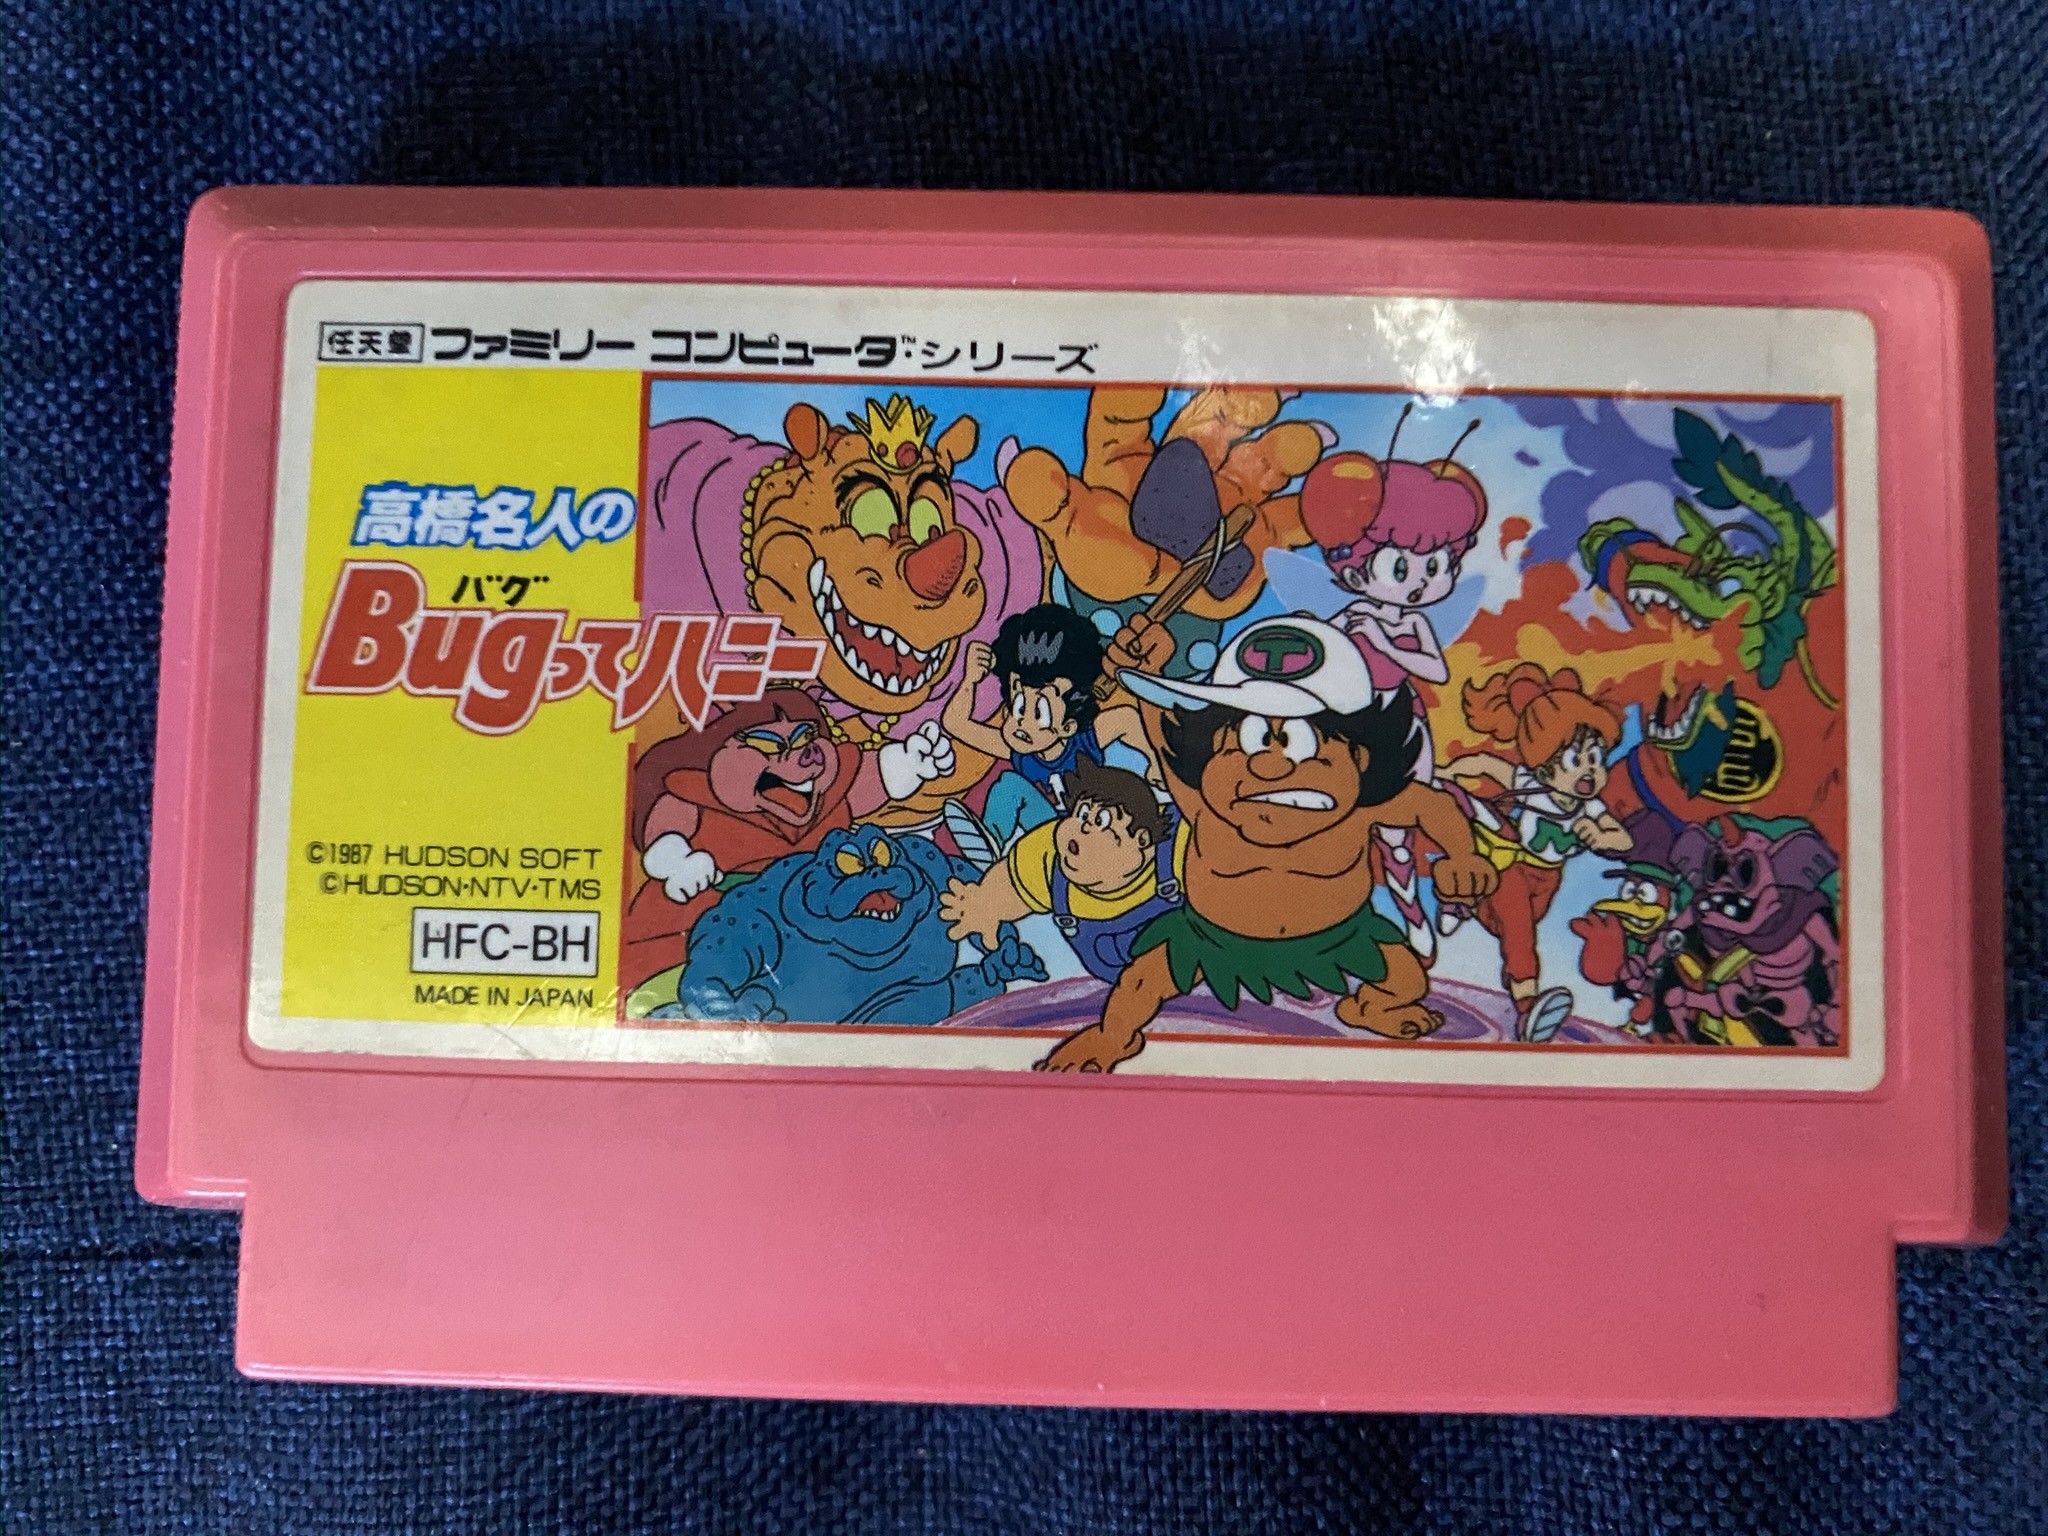 任天堂 ファミリー コンピュータ™・シリーズ
高橋名人の
バグ
Bugってハニー
©1987 HUDSON SOFT
©HUDSON・NTV・TMS
HFC-BH
MADE IN JAPAN
T